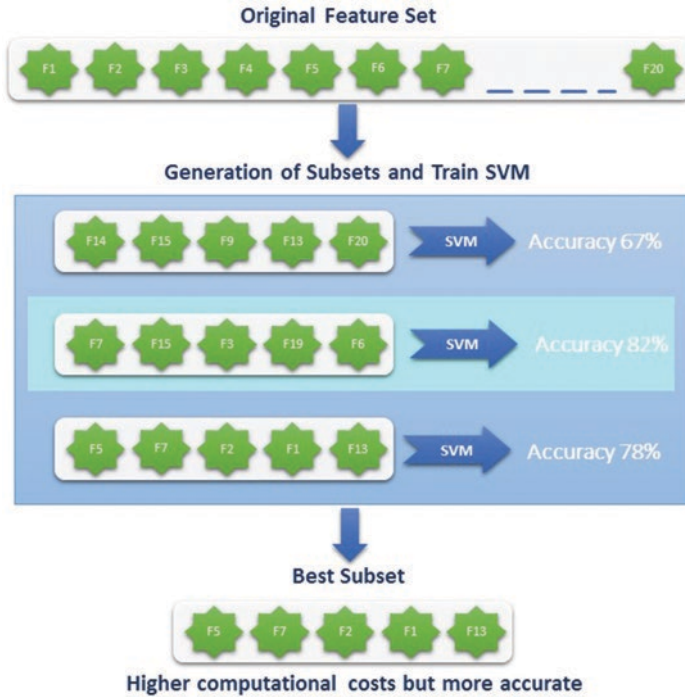 Original Feature Set
F1 F2 F3 F4 F5 F6 F7 F20
Generation of Subsets and Train SVM
F14 F15 F9 F13 F20 SVM Accuracy 67%
F7 F15 F3 F19 F6 SVM Accuracy 82%
F5 F7 F2 F1 F13 SVM Accuracy 78%
Best Subset
F5 F7 F2 F1 F13
Higher computational costs but more accurate